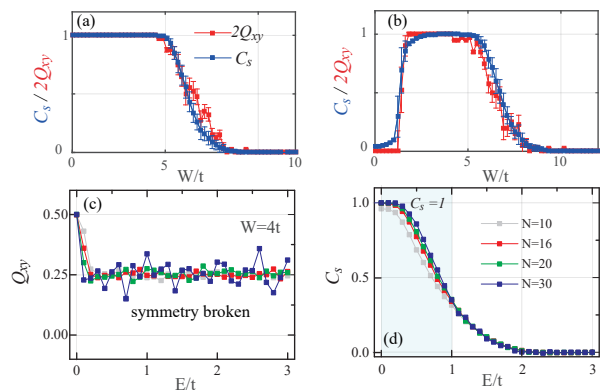 (a)
2Q_xy
C_s
C_s / 2Q_xy
1
0
0 5 10
W/t
(b)
C_s / 2Q_xy
1
0
0 5 10
W/t
(c)
W=4t
Q_xy
0.50
0.25
0.00
symmetry broken
0 1 2 3
E/t
C_s =1
N=10
N=16
N=20
N=30
C_s
1.0
0.5
0.0
(d)
0 1 2 3
E/t